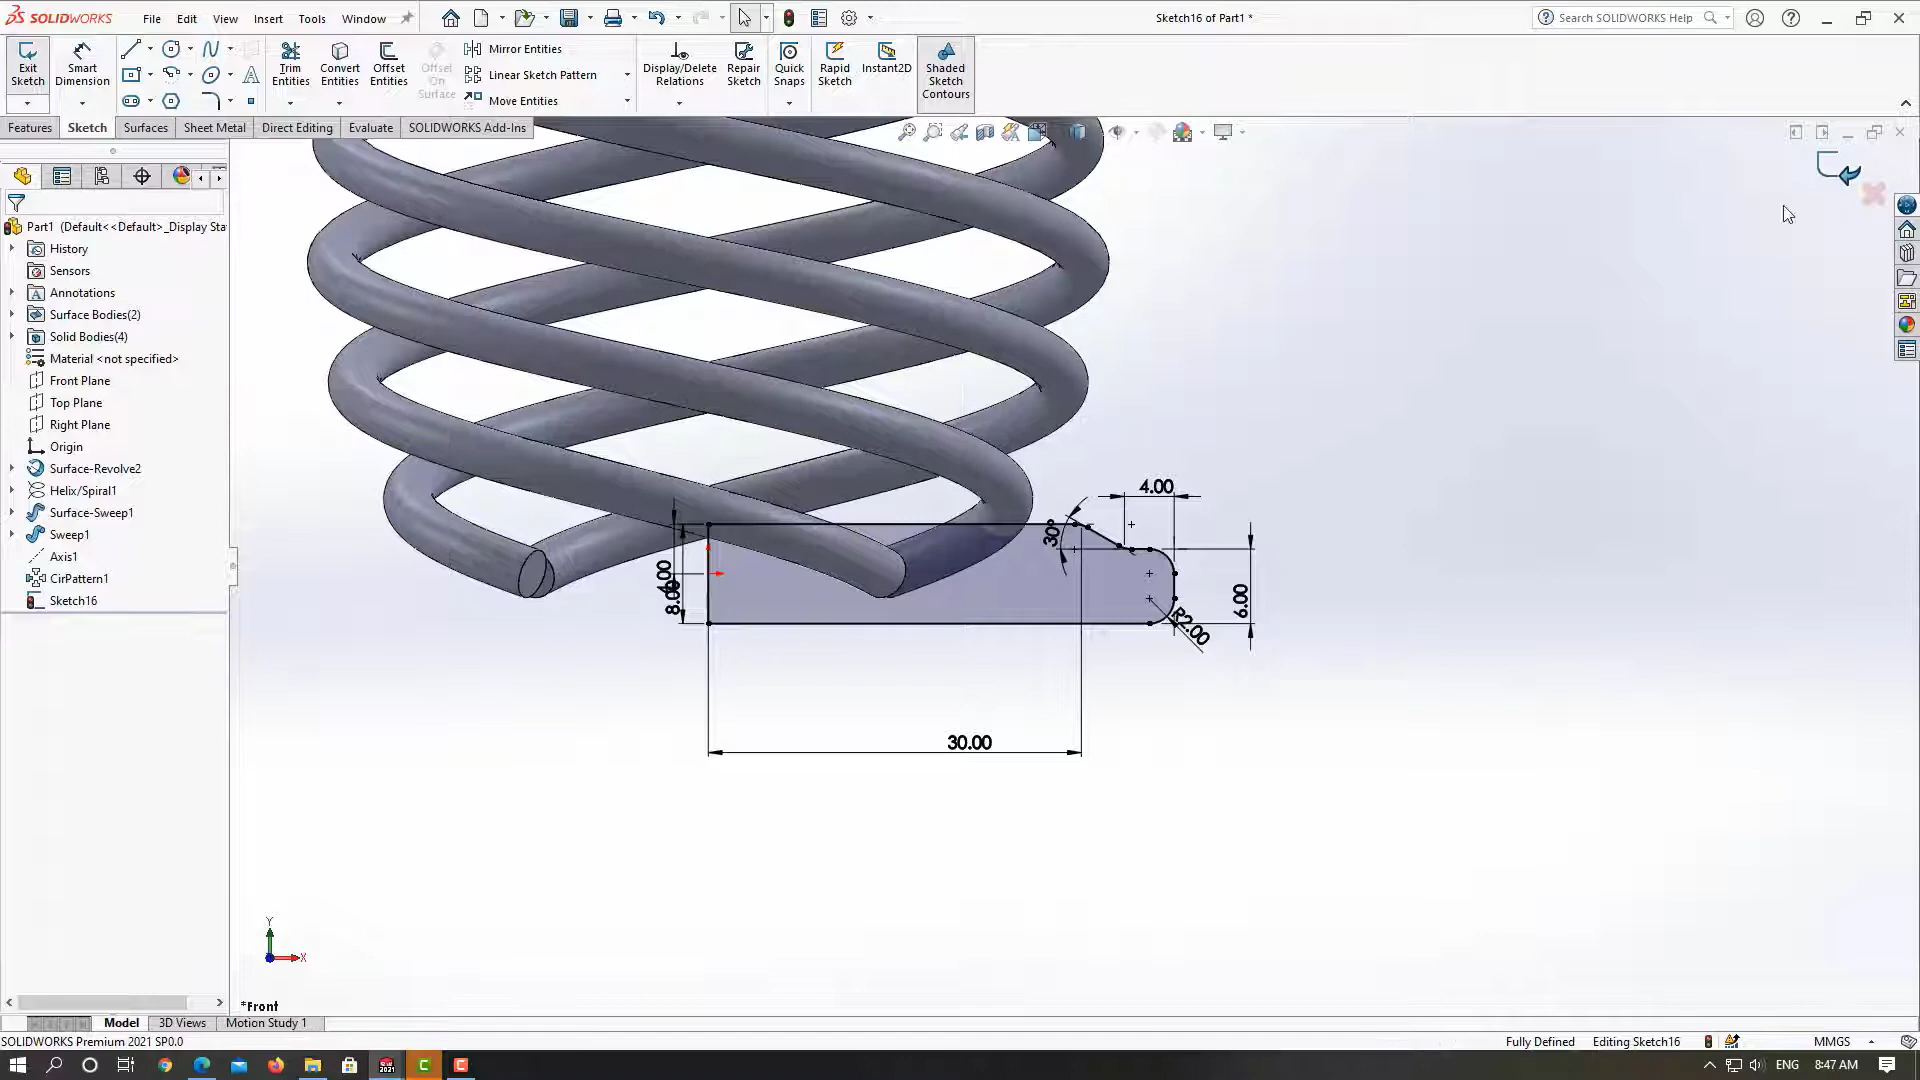 SOLIDWORKS File Edit View Insert Tools Window Sketch16 of Part1 * Search SOLIDWORKS Help
Exit Sketch
Smart Dimension
Trim Entities
Convert Entities
Offset Entities
Offset On Surface
Mirror Entities
Linear Sketch Pattern
Move Entities
Display/Delete Relations
Repair Sketch
Quick Snaps
Rapid Sketch
Instant2D
Shaded Sketch Contours
Features Sketch Surfaces Sheet Metal Direct Editing Evaluate SOLIDWORKS Add-Ins
Part1 (Default<<Default>_Display Sta
History
Sensors
Annotations
Surface Bodies(2)
Solid Bodies(4)
Material <not specified>
Front Plane
Top Plane
Right Plane
Origin
Surface-Revolve2
Helix/Spiral1
Surface-Sweep1
Sweep1
Axis1
CirPattern1
Sketch16
4.00
30°
8.00
6.00
R2.00
30.00
Y
X
*Front
Model 3D Views Motion Study 1
SOLIDWORKS Premium 2021 SP0.0 Fully Defined Editing Sketch16 MMGS
ENG 8:47 AM